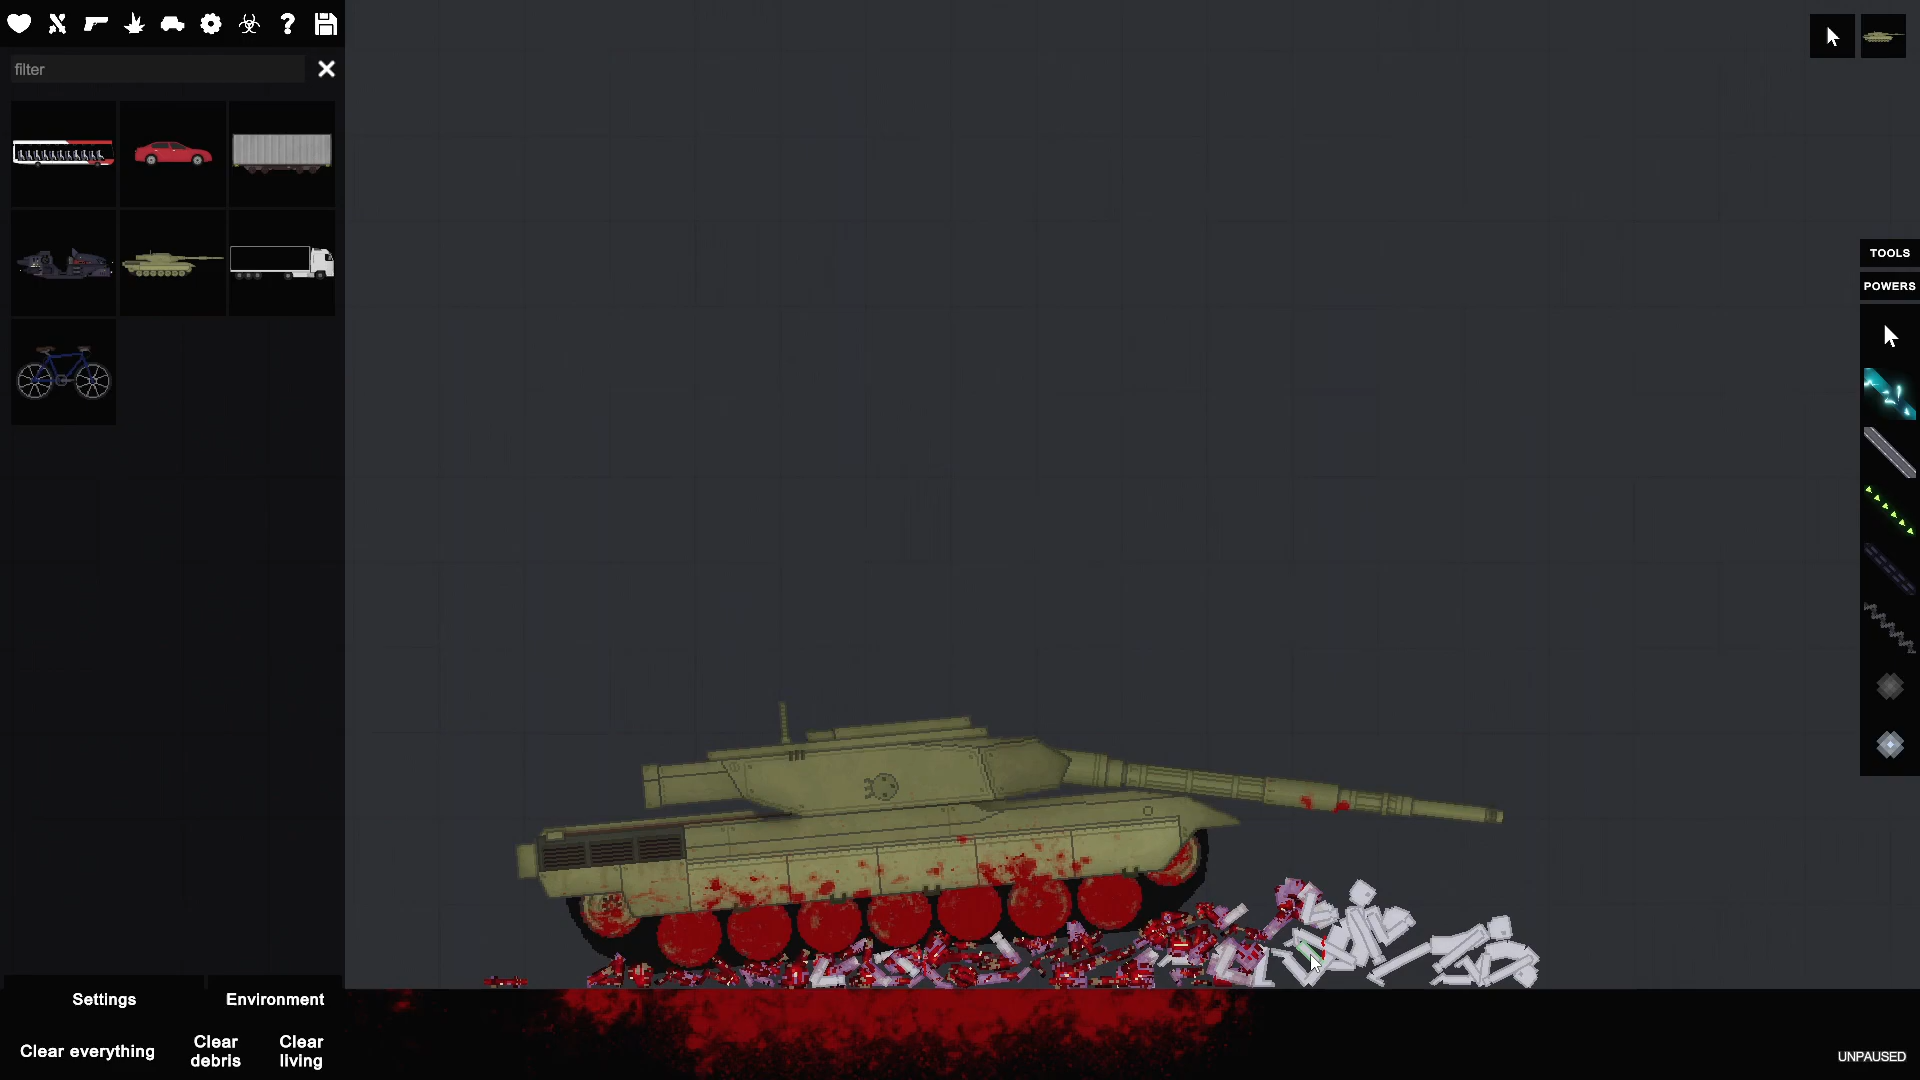 filter
TOOLS
POWERS
Settings
Environment
Clear everything
Clear debris
Clear living
UNPAUSED